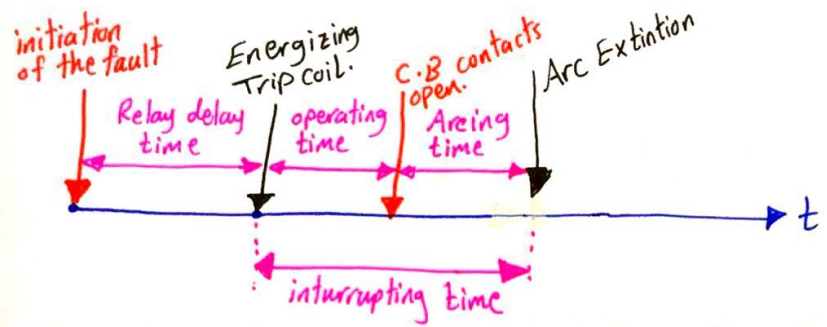 initiation
of the fault
Energizing
Trip coil.
C.B contacts
open.
Arc Extintion
Relay delay
time
operating
time
Arcing
time
t
inturrupting time